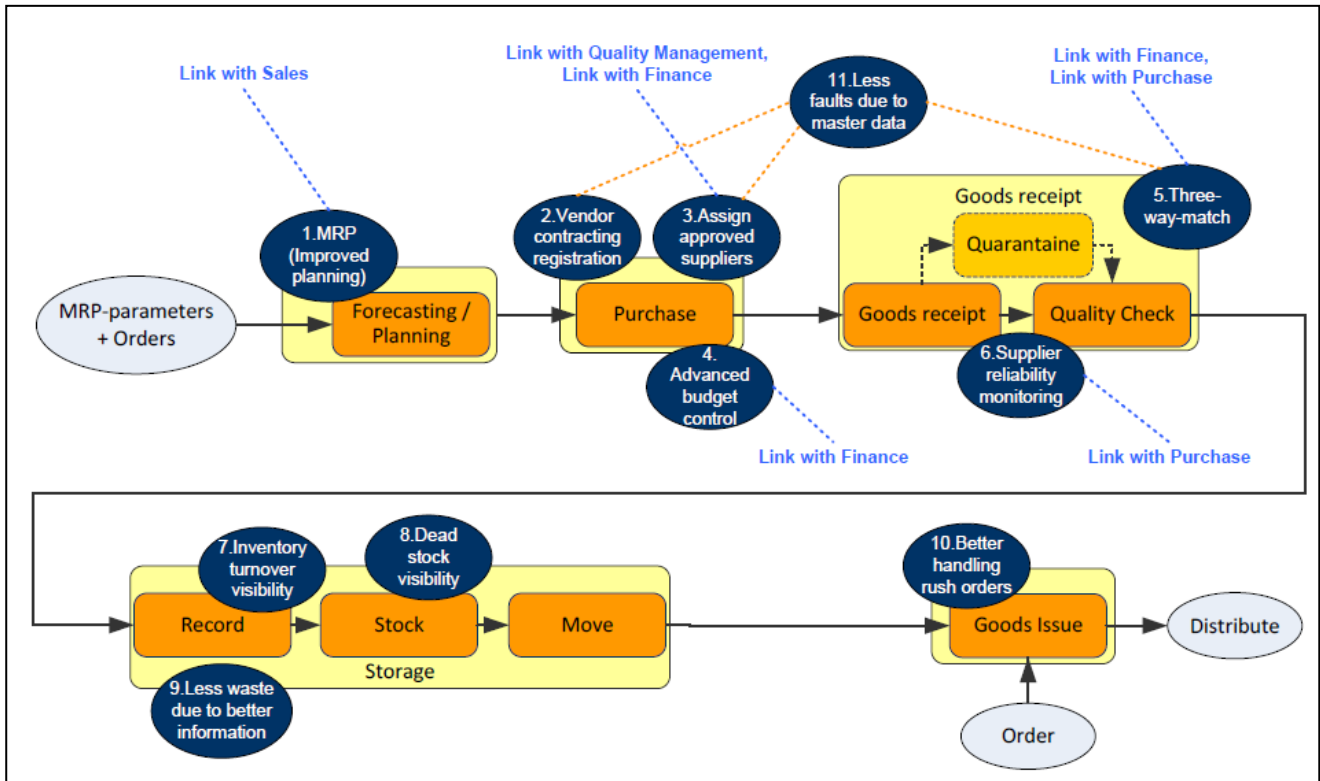 Link with Sales
Link with Quality Management,
Link with Finance
11.Less
faults due to
master data
Link with Finance,
Link with Purchase
1.MRP
(Improved
planning)
2.Vendor
contracting
registration
3.Assign
approved
suppliers
Goods receipt
5.Three-
way-match
Quarantaine
MRP-parameters
+ Orders
Forecasting /
Planning
Purchase
Goods receipt
Quality Check
4.
Advanced
budget
control
6.Supplier
reliability
monitoring
Link with Finance
Link with Purchase
7.Inventory
turnover
visibility
8.Dead
stock
visibility
10.Better
handling
rush orders
Record
Stock
Move
Goods Issue
Distribute
Storage
9.Less waste
due to better
information
Order